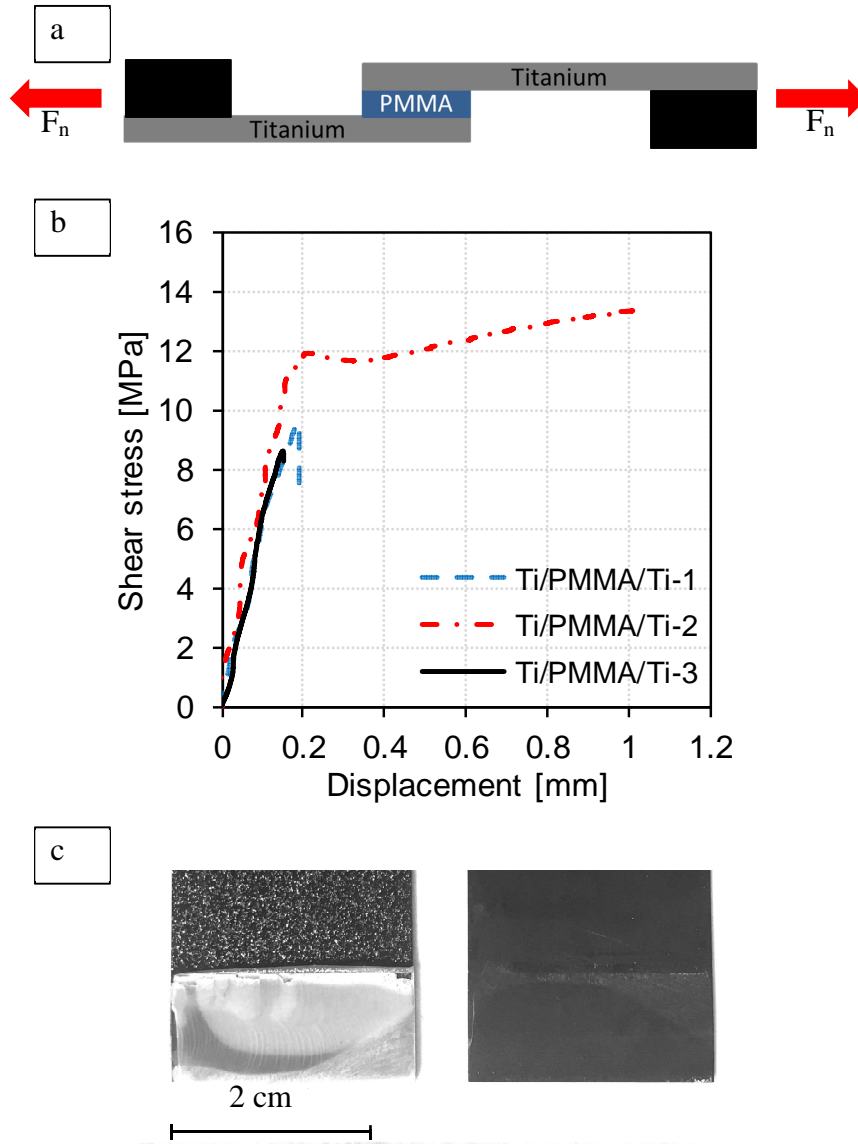 a
Titanium
PMMA
Fn
Titanium
Fn
b
16
14
12
10
8
6
4
2
0
Shear stress [MPa]
Ti/PMMA/Ti-1
Ti/PMMA/Ti-2
Ti/PMMA/Ti-3
0 0.2 0.4 0.6 0.8 1 1.2
Displacement [mm]
c
2 cm